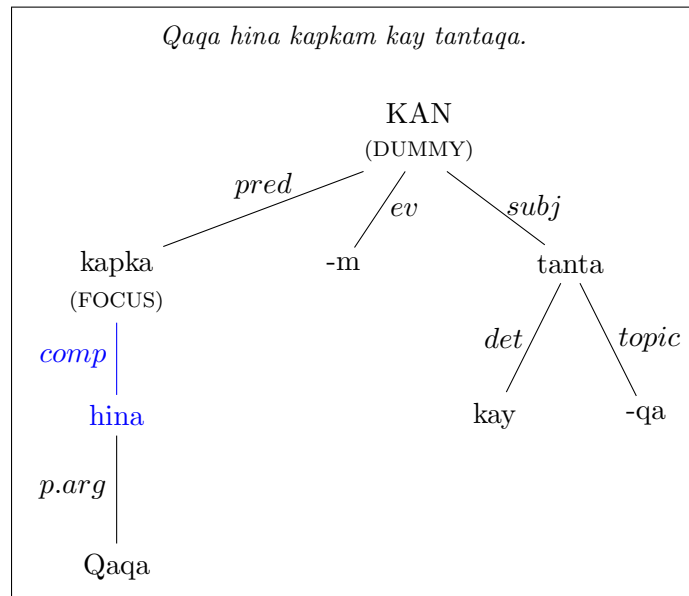 Qaqa hina kapkam kay tantaqa.
KAN
(DUMMY)
pred
ev
subj
kapka
-m
tanta
(FOCUS)
comp
det
topic
hina
kay
-qa
p.arg
Qaqa